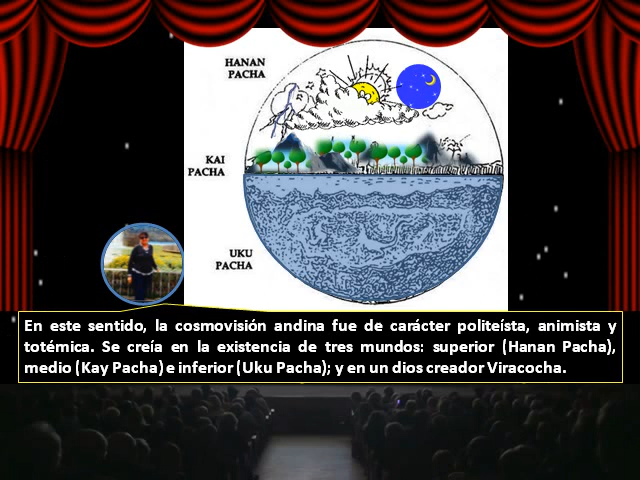 HANAN
PACHA
KAI
PACHA
UKU
PACHA
En este sentido, la cosmovisión andina fue de carácter politeísta, animista y
totémica. Se creía en la existencia de tres mundos: superior (Hanan Pacha),
medio (Kay Pacha) e inferior (Uku Pacha); y en un dios creador Viracocha.